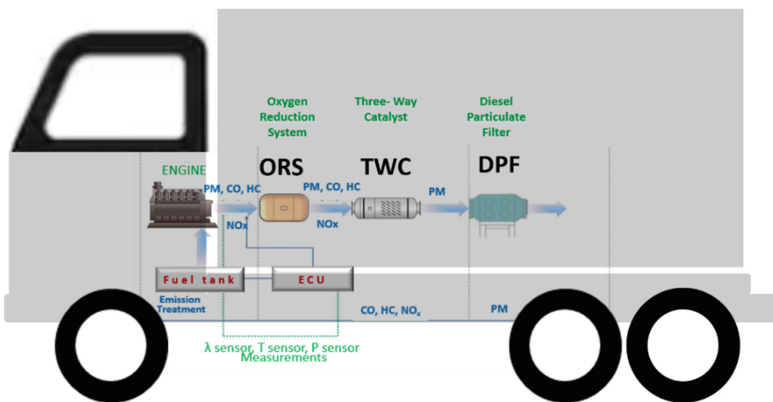 Oxygen
Reduction
System
Three- Way
Catalyst
Diesel
Particulate
Filter
ENGINE
ORS
TWC
DPF
PM, CO, HC
NOx
PM, CO, HC
NOx
PM
Fuel tank
ECU
Emission
Treatment
CO, HC, NOₓ
PM
λ sensor, T sensor, P sensor
Measurements